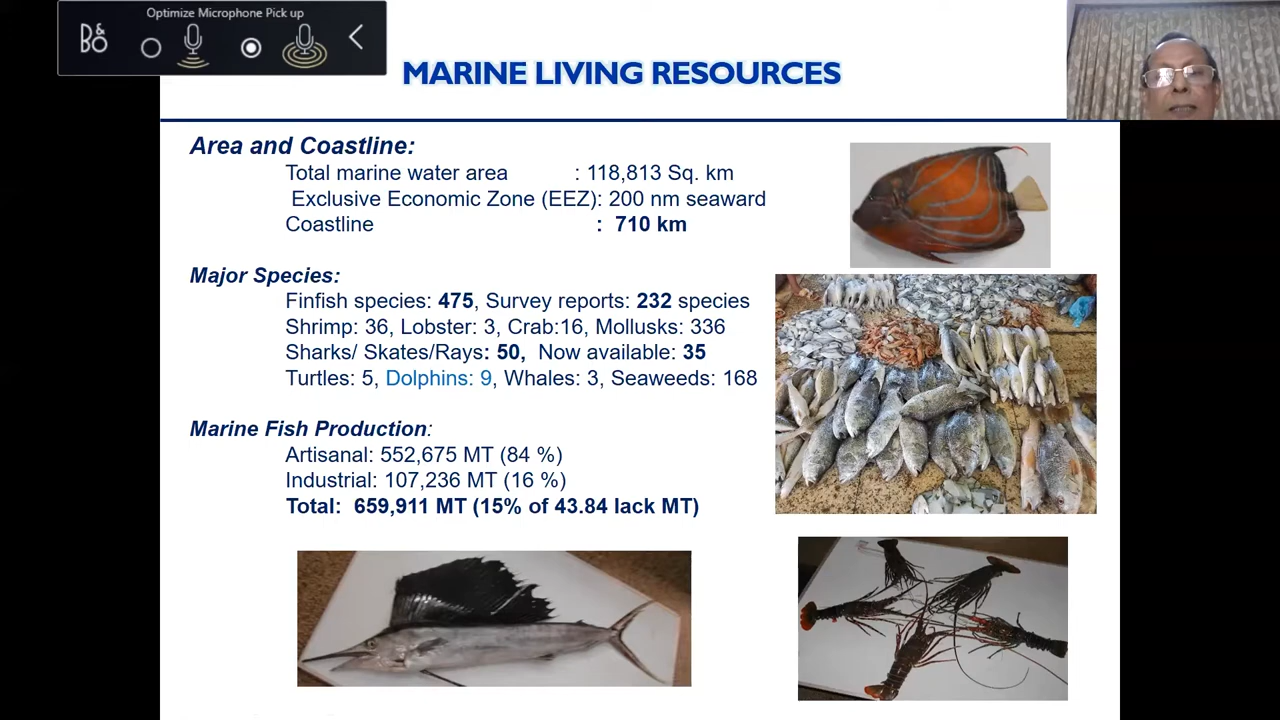 Optimize Microphone Pick up
B&O
MARINE LIVING RESOURCES
Area and Coastline:
Total marine water area : 118,813 Sq. km
Exclusive Economic Zone (EEZ): 200 nm seaward
Coastline : 710 km
Major Species:
Finfish species: 475, Survey reports: 232 species
Shrimp: 36, Lobster: 3, Crab:16, Mollusks: 336
Sharks/ Skates/Rays: 50, Now available: 35
Turtles: 5, Dolphins: 9, Whales: 3, Seaweeds: 168
Marine Fish Production:
Artisanal: 552,675 MT (84 %)
Industrial: 107,236 MT (16 %)
Total: 659,911 MT (15% of 43.84 lack MT)